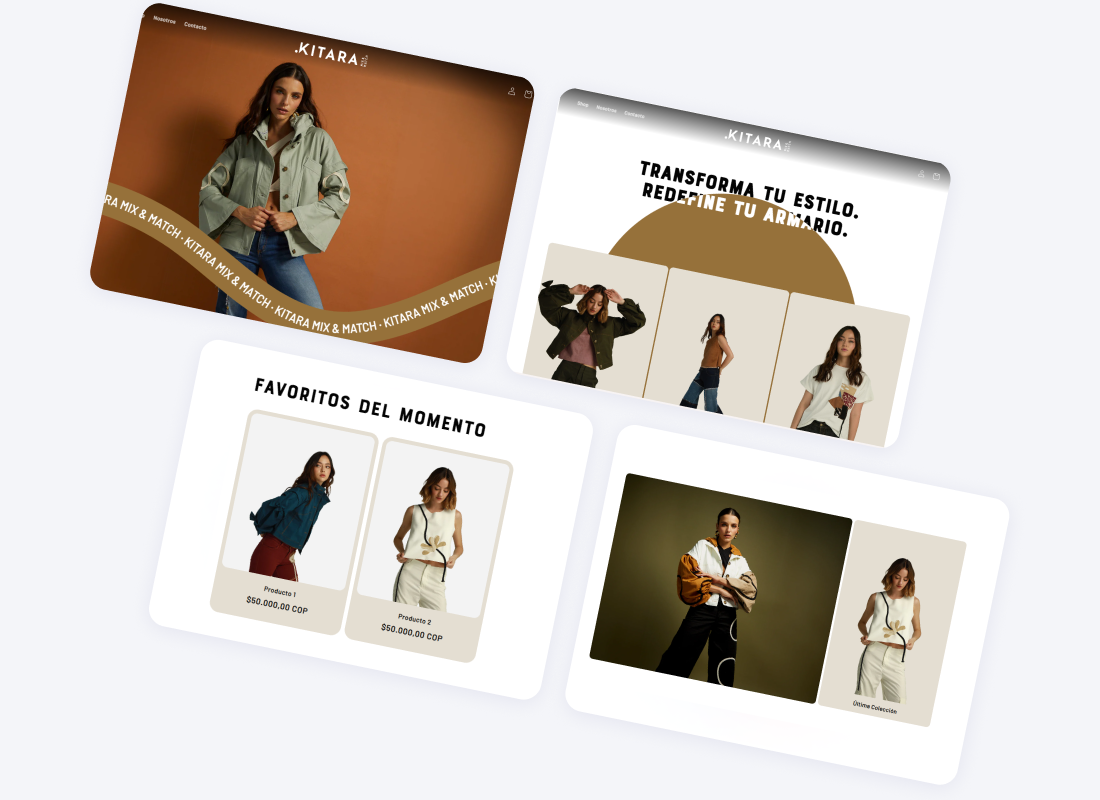 Nosotros Contacto
.KITARA
RA MIX & MATCH · KITARA MIX & MATCH · KITARA MIX & MATCH · KITARA MIX & MATCH · K
Shop Nosotros Contacto
.KITARA
TRANSFORMA TU ESTILO.
REDEFINE TU ARMARIO.
FAVORITOS DEL MOMENTO
Producto 1
$50.000,00 COP
Producto 2
$50.000,00 COP
Última Colección